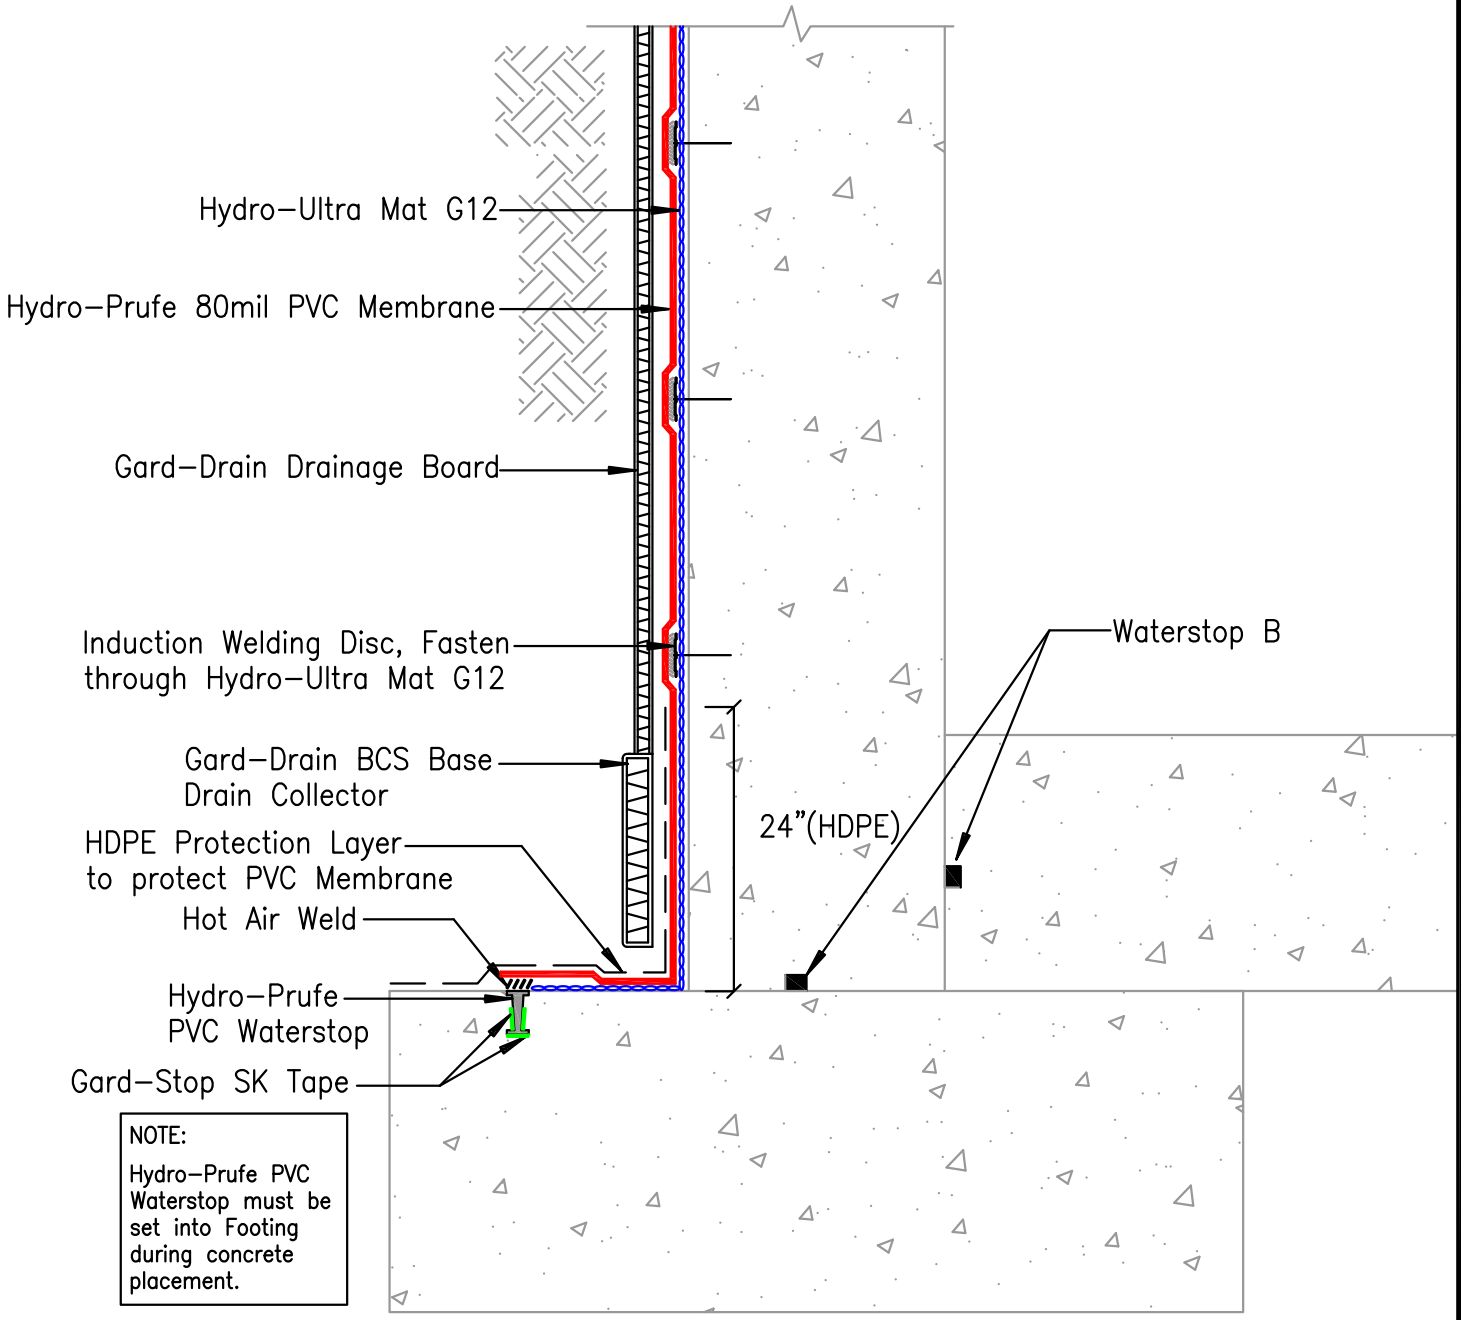 Hydro-Ultra Mat G12
Hydro-Prufe 80mil PVC Membrane
Gard-Drain Drainage Board
Induction Welding Disc, Fasten
through Hydro-Ultra Mat G12
Waterstop B
Gard-Drain BCS Base
Drain Collector
24"(HDPE)
HDPE Protection Layer
to protect PVC Membrane
Hot Air Weld
Hydro-Prufe
PVC Waterstop
Gard-Stop SK Tape
NOTE:
Hydro-Prufe PVC
Waterstop must be
set into Footing
during concrete
placement.